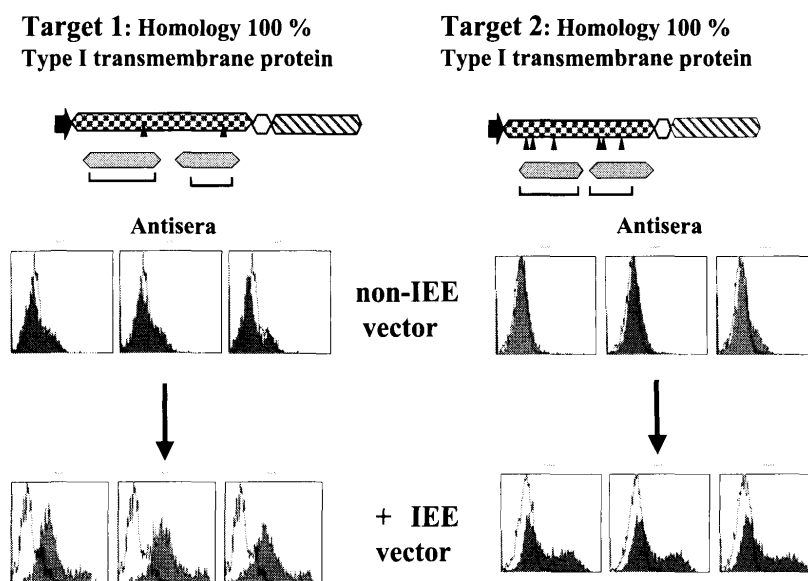 Target 1: Homology 100 %
Type I transmembrane protein
Target 2: Homology 100 %
Type I transmembrane protein
Antisera
Antisera
non-IEE
vector
+ IEE
vector